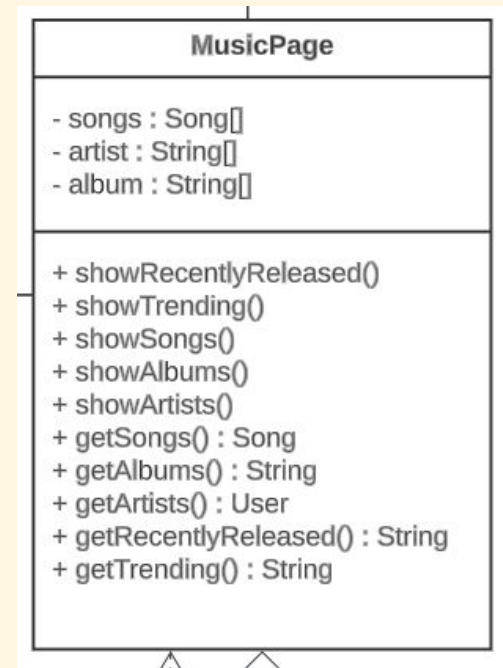 MusicPage
- songs : Song[]
- artist : String[]
- album : String[]
+ showRecentlyReleased()
+ showTrending()
+ showSongs()
+ showAlbums()
+ showArtists()
+ getSongs() : Song
+ getAlbums() : String
+ getArtists() : User
+ getRecentlyReleased() : String
+ getTrending() : String